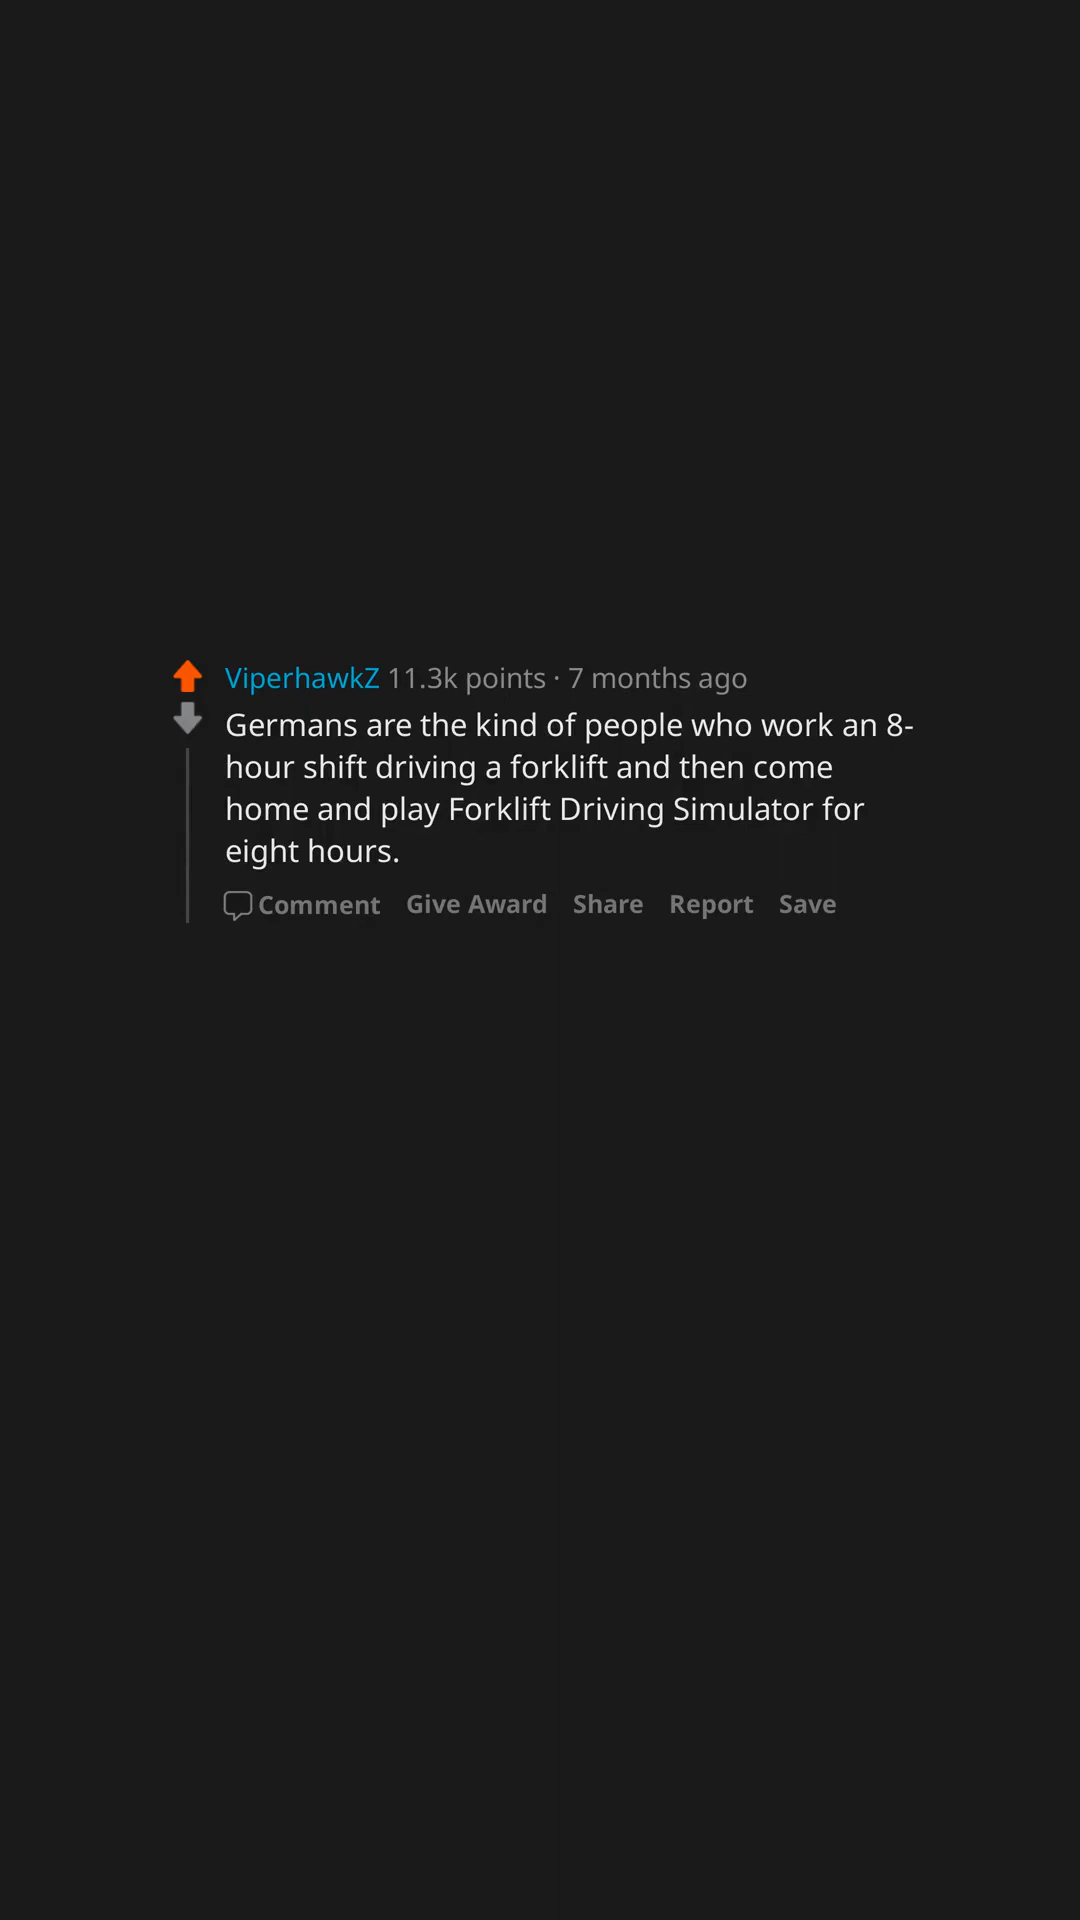 ViperhawkZ 11.3k points · 7 months ago
Germans are the kind of people who work an 8-
hour shift driving a forklift and then come
home and play Forklift Driving Simulator for
eight hours.
Comment Give Award Share Report Save